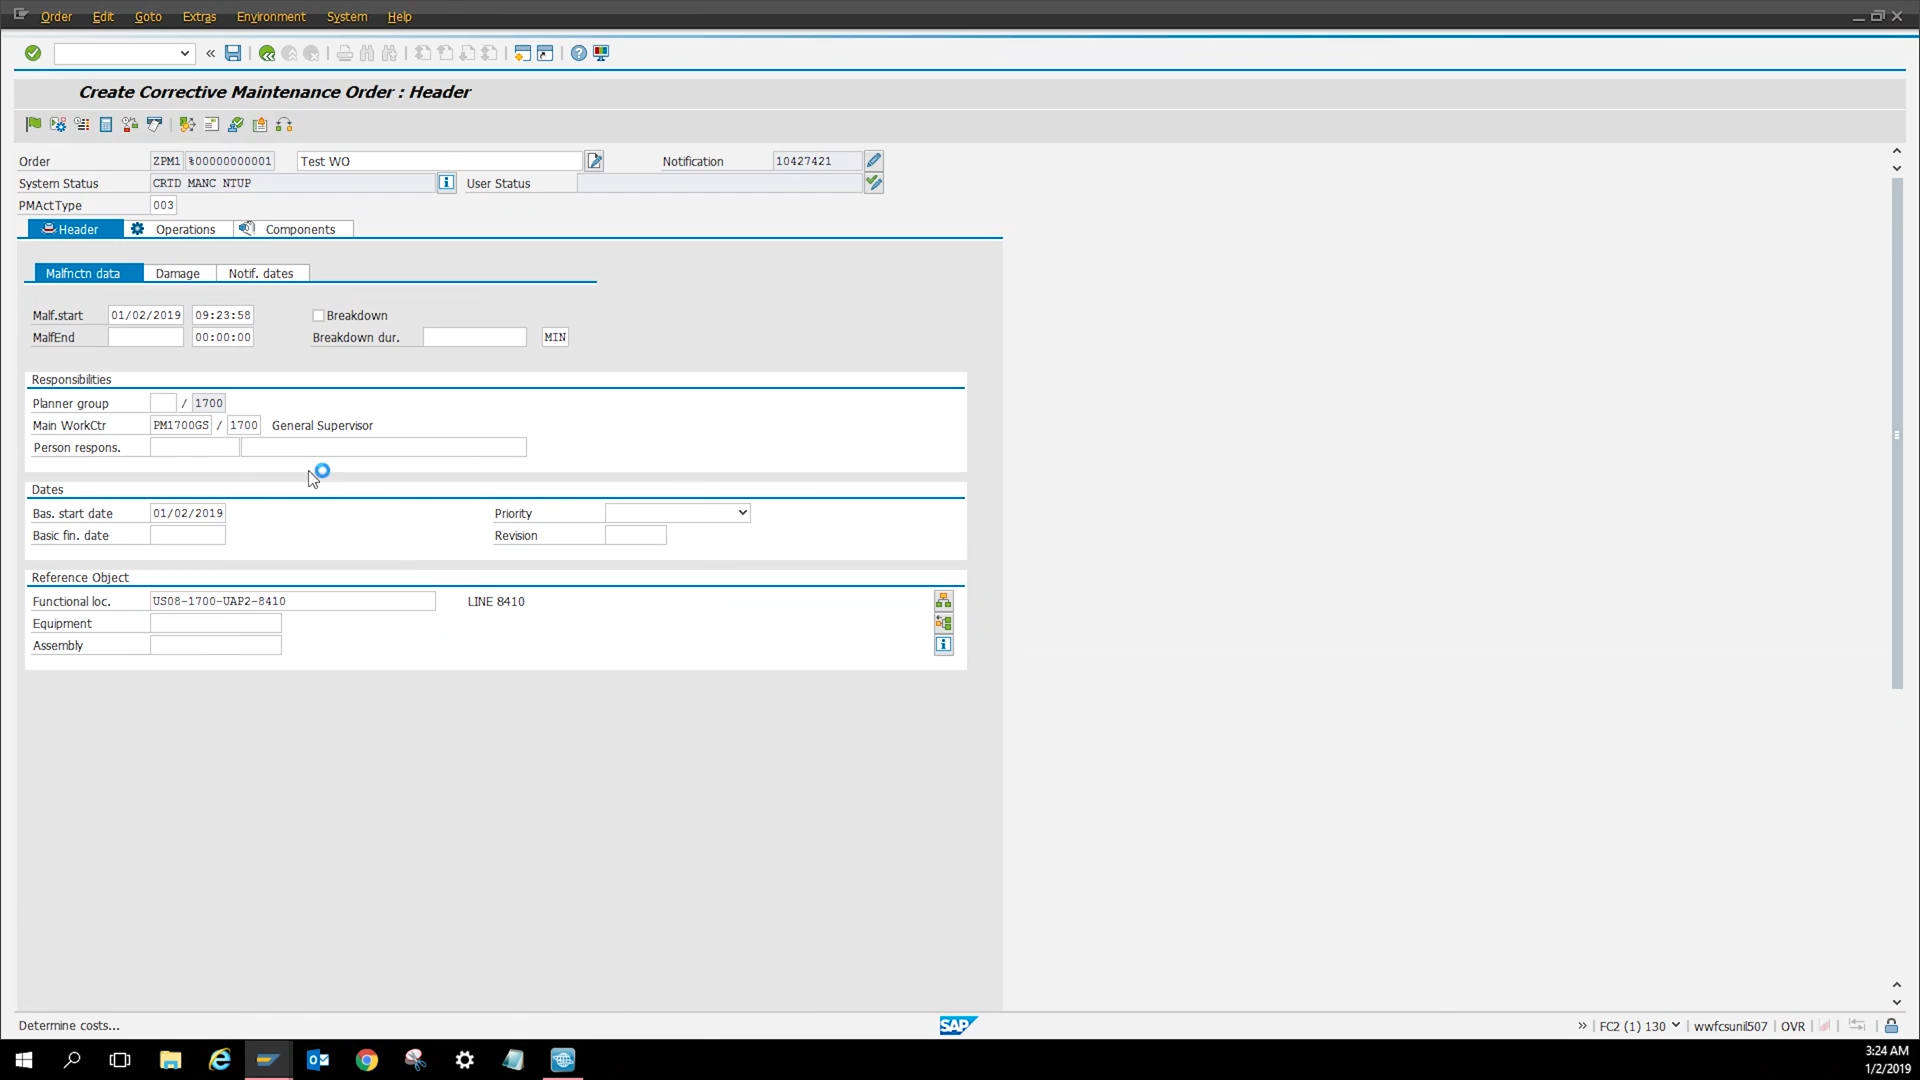 Order Edit Goto Extras Environment System Help
Create Corrective Maintenance Order : Header
Order ZPM1 %00000000001 Test WO Notification 10427421
System Status CRTD MANC NTUP User Status
PMActType 003
Header Operations Components
Malfnctn data Damage Notif. dates
Malf.start 01/02/2019 09:23:58 Breakdown
MalfEnd 00:00:00 Breakdown dur. MIN
Responsibilities
Planner group / 1700
Main WorkCtr PM1700GS / 1700 General Supervisor
Person respons.
Dates
Bas. start date 01/02/2019 Priority
Basic fin. date Revision
Reference Object
Functional loc. US08-1700-UAP2-8410 LINE 8410
Equipment
Assembly
Determine costs... SAP FC2 (1) 130 wwfcsunil507 OVR
3:24 AM
1/2/2019